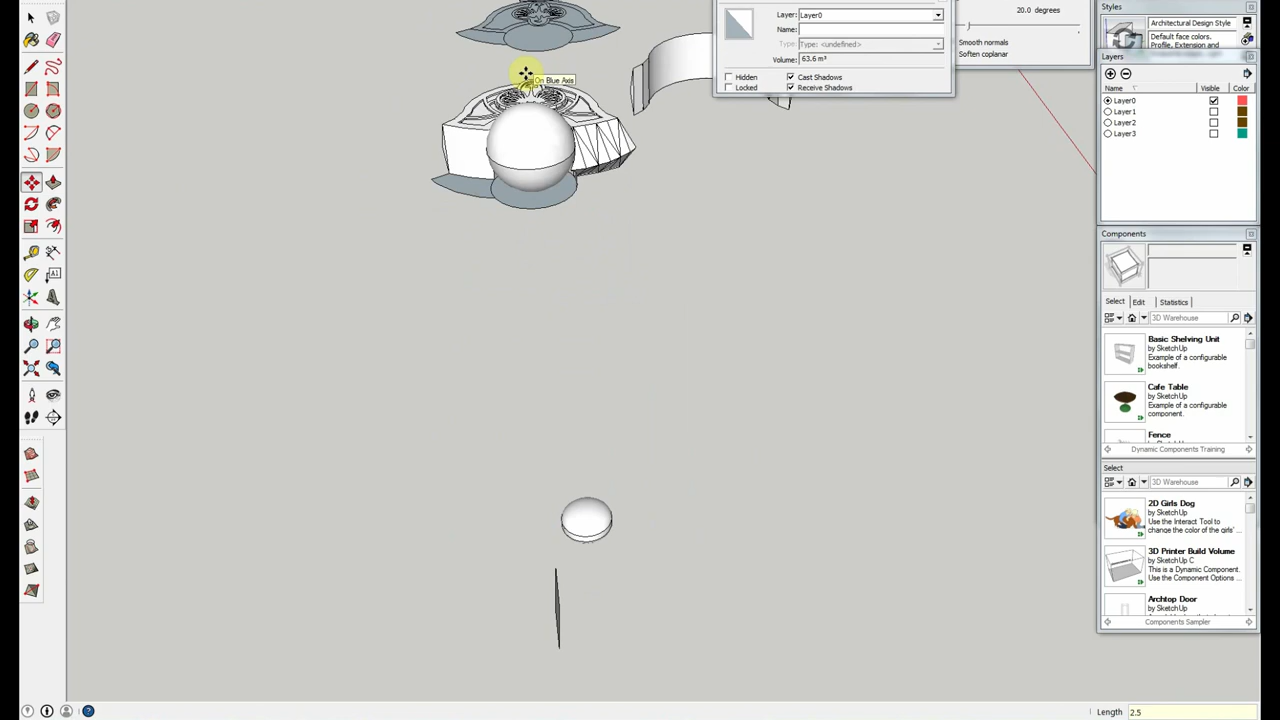 Layer: Layer0
Name:
Type: Type: <undefined>
Volume: 63.6 m³
Hidden
Cast Shadows
Locked
Receive Shadows
20.0 degrees
Smooth normals
Soften coplanar
Styles
Architectural Design Style
Default face colors.
Profile, Extension and
Layers
Name
Visible
Color
Layer0
Layer1
Layer2
Layer3
On Blue Axis
A1
Components
Select
Edit
Statistics
3D Warehouse
Basic Shelving Unit
by SketchUp
Example of a configurable
bookshelf.
Cafe Table
by SketchUp
Example of a configurable
component.
Fence
Dynamic Components Training
Select
3D Warehouse
2D Girls Dog
by SketchUp
Use the Interact Tool to
change the color of the girls'...
3D Printer Build Volume
by SketchUp C
This is a Dynamic Component.
Use the Component Options ...
Archtop Door
by SketchUp
Components Sampler
Length 2.5